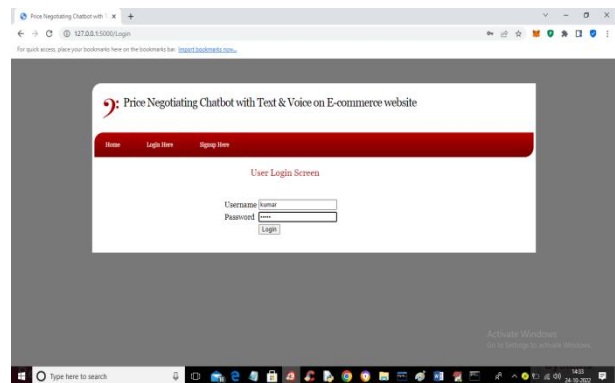 Price Negotiating Chatbot with T
127.0.0.1:5000/Login
For quick access, place your bookmarks here on the bookmarks bar. Import bookmarks now...
Price Negotiating Chatbot with Text & Voice on E-commerce website
Home Login Here Signup Here
User Login Screen
Username kumar
Password •••••
Login
Activate Windows
Go to Settings to activate Windows.
Type here to search
14:03
24-10-2022